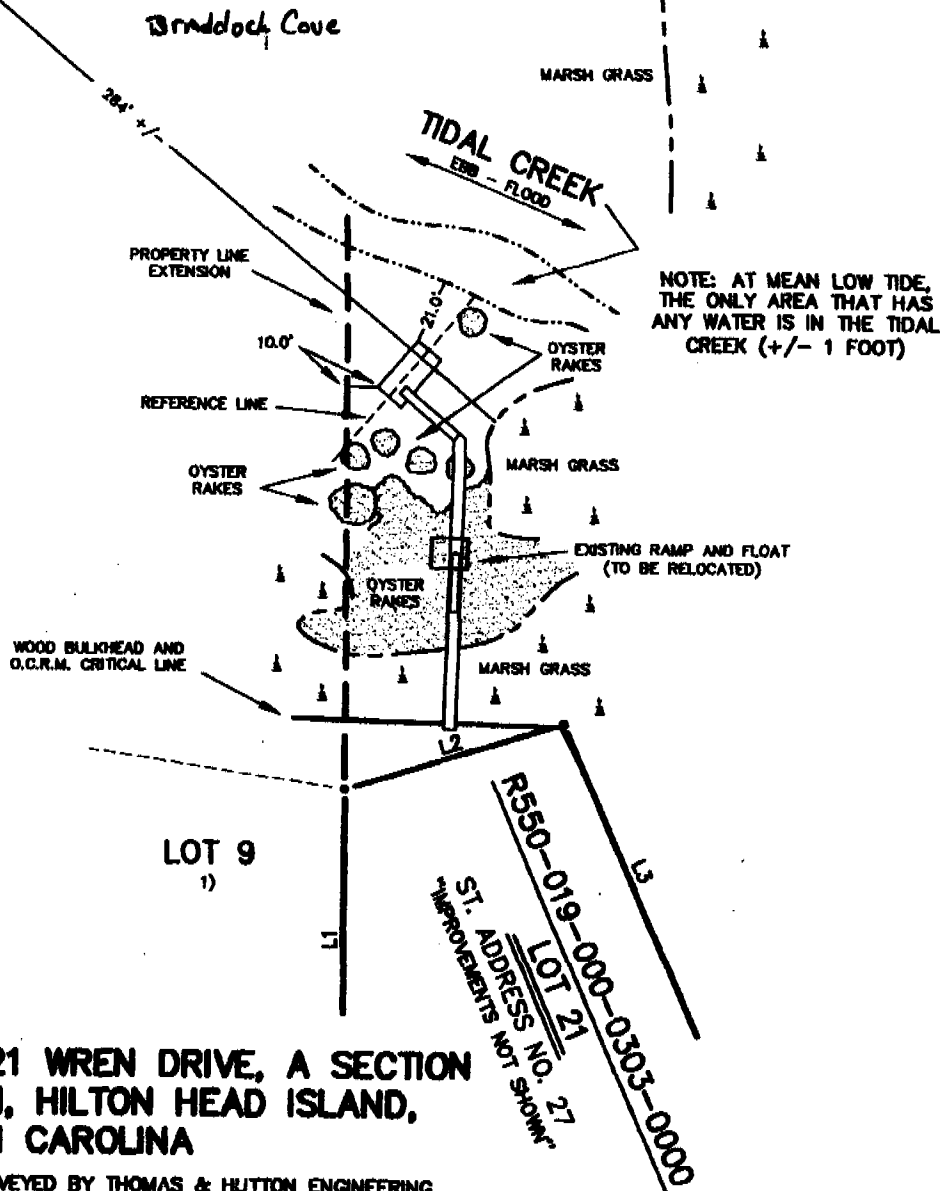 Braddock Cove
MARSH GRASS
284' +/-
TIDAL CREEK
EBB - FLOOD
PROPERTY LINE
EXTENSION
NOTE: AT MEAN LOW TIDE,
THE ONLY AREA THAT HAS
ANY WATER IS IN THE TIDAL
CREEK (+/- 1 FOOT)
21.0'
10.0'
OYSTER
RAKES
REFERENCE LINE
OYSTER
RAKES
MARSH GRASS
EXISTING RAMP AND FLOAT
(TO BE RELOCATED)
OYSTER
RAKES
WOOD BULKHEAD AND
O.C.R.M. CRITICAL LINE
MARSH GRASS
L2
LOT 9
1)
L1
L3
R550-019-000-0303-0000
LOT 21
ST. ADDRESS NO. 27
"IMPROVEMENTS NOT SHOWN"
21 WREN DRIVE, A SECTION
, HILTON HEAD ISLAND,
CAROLINA
VEYED BY THOMAS & HUTTON ENGINEERING